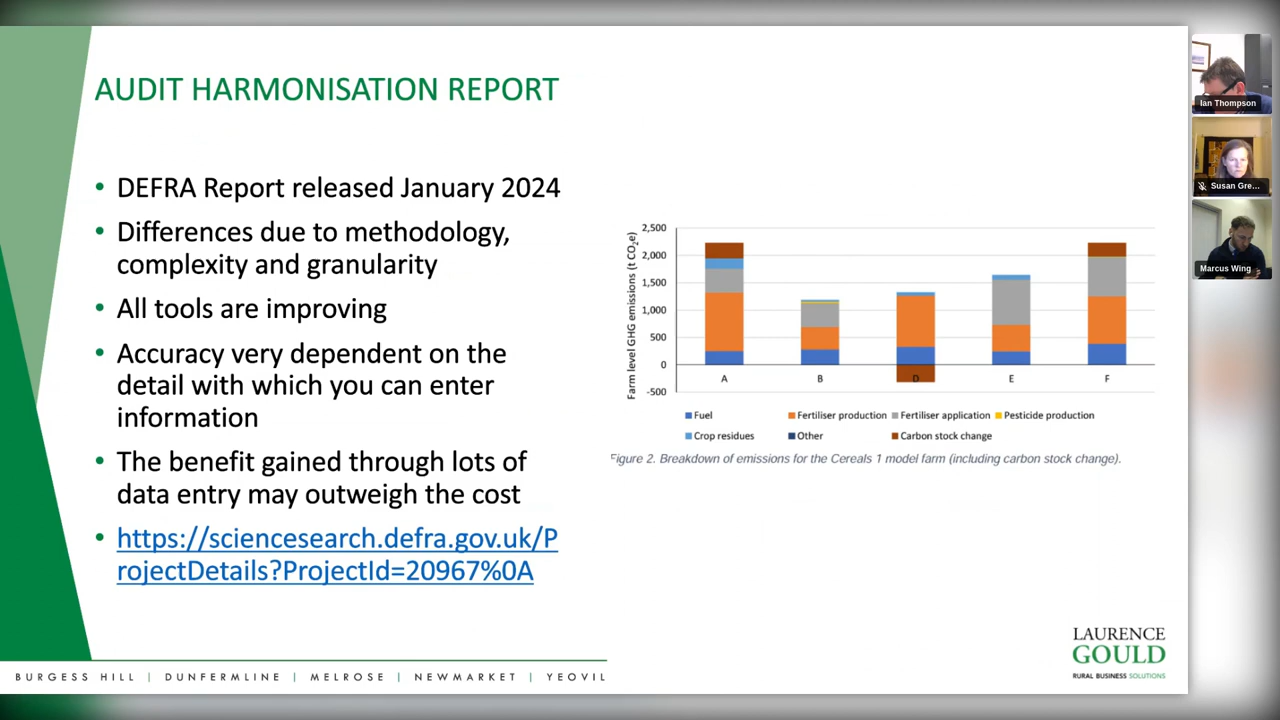 AUDIT HARMONISATION REPORT
• DEFRA Report released January 2024
• Differences due to methodology,
complexity and granularity
• All tools are improving
• Accuracy very dependent on the
detail with which you can enter
information
• The benefit gained through lots of
data entry may outweigh the cost
• https://sciencesearch.defra.gov.uk/P
rojectDetails?ProjectId=20967%0A
Farm level GHG emissions (t CO₂e)
2,500
2,000
1,500
1,000
500
0
-500
A B D E F
Fuel Fertiliser production Fertiliser application Pesticide production
Crop residues Other Carbon stock change
Figure 2. Breakdown of emissions for the Cereals 1 model farm (including carbon stock change).
LAURENCE
GOULD
RURAL BUSINESS SOLUTIONS
BURGESS HILL | DUNFERMLINE | MELROSE | NEWMARKET | YEOVIL
Ian Thompson
Susan Gre...
Marcus Wing